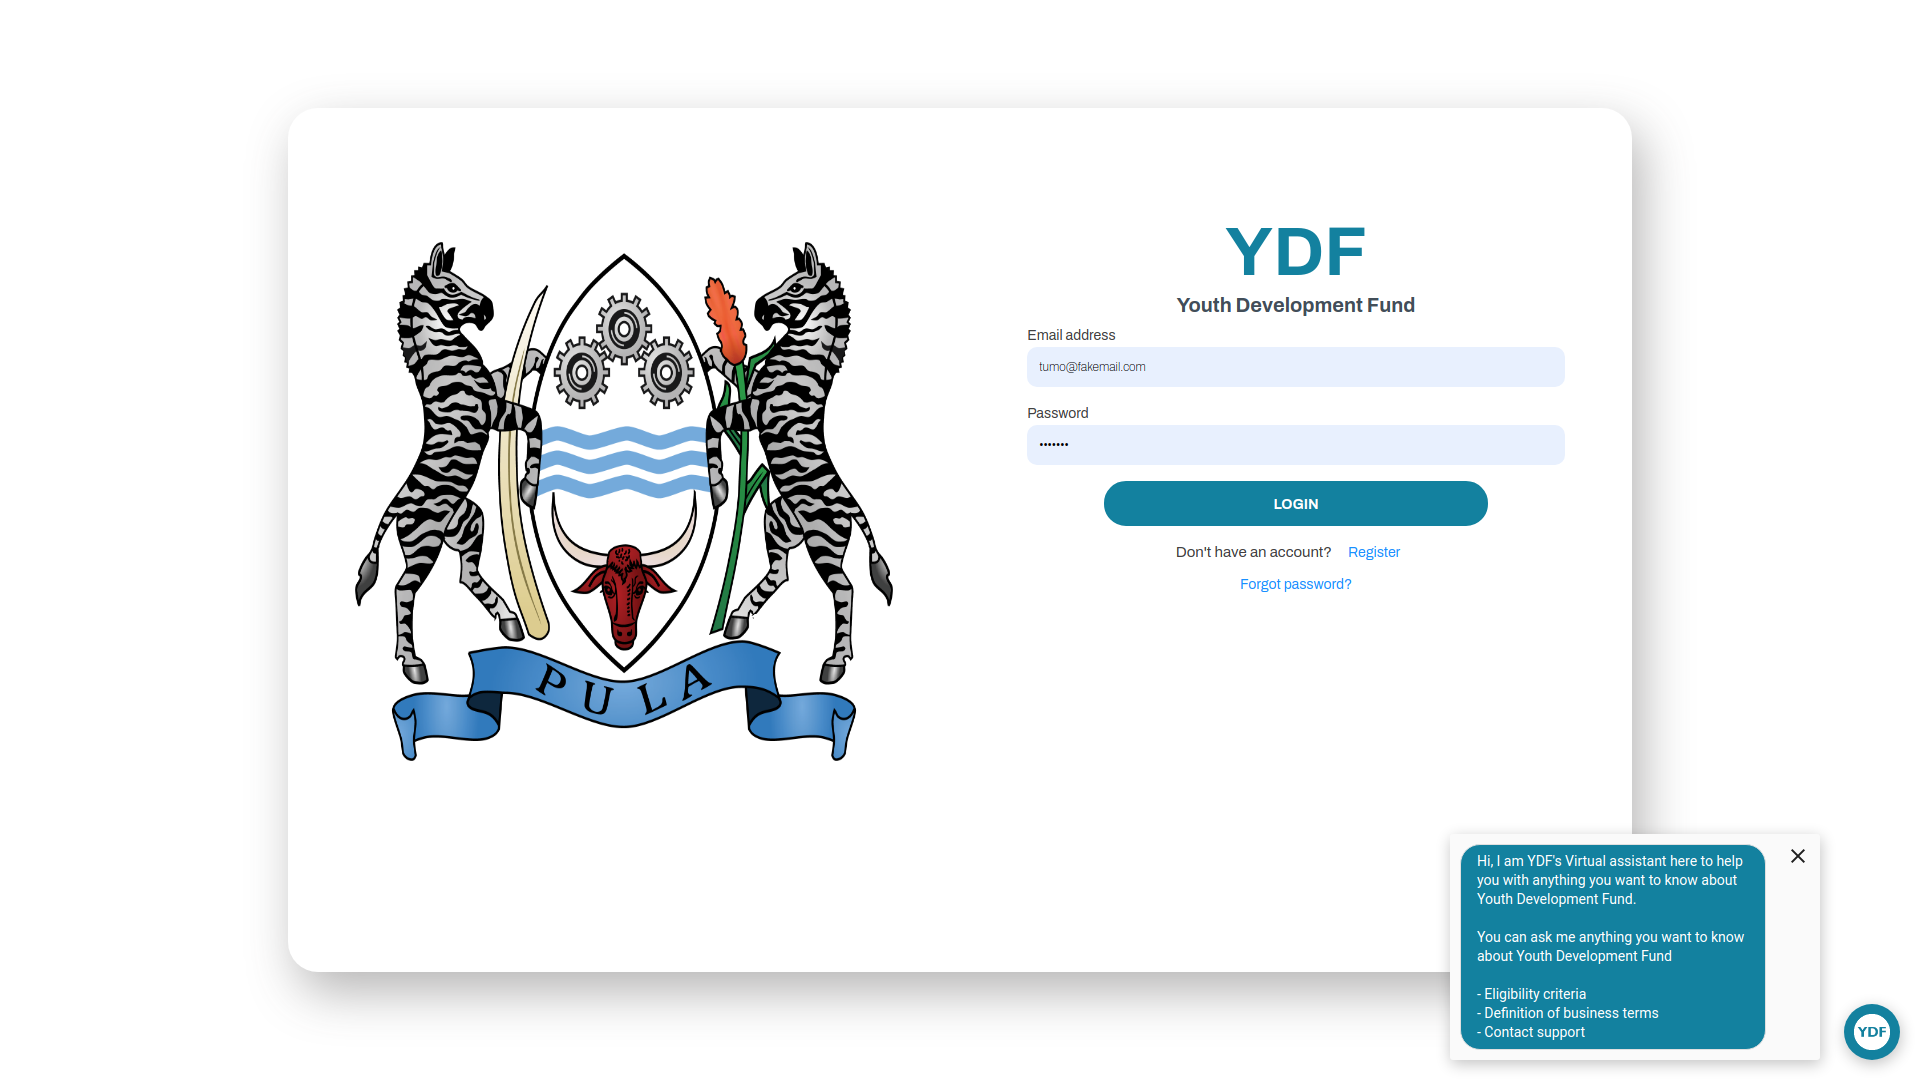 PULA
YDF
Youth Development Fund
Email address
tumo@fakemail.com
Password
•••••••
LOGIN
Don't have an account? Register
Forgot password?
Hi, I am YDF's Virtual assistant here to help
you with anything you want to know about
Youth Development Fund.
You can ask me anything you want to know
about Youth Development Fund
- Eligibility criteria
- Definition of business terms
- Contact support
YDF